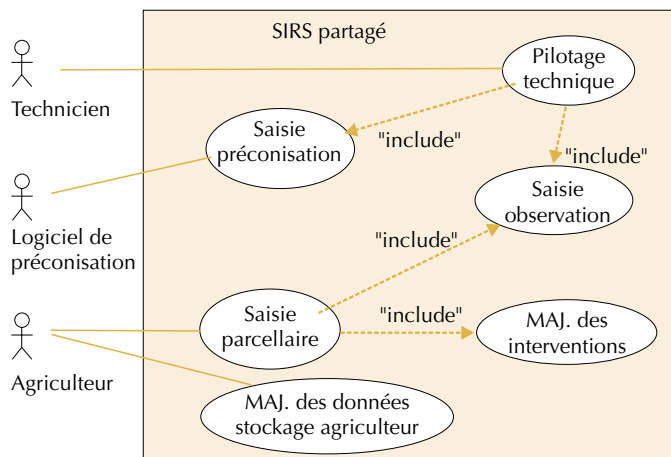 SIRS partagé
Technicien
Pilotage
technique
Saisie
préconisation
"include"
"include"
Logiciel de
préconisation
Saisie
observation
"include"
Agriculteur
Saisie
parcellaire
"include"
MAJ. des
interventions
MAJ. des données
stockage agriculteur